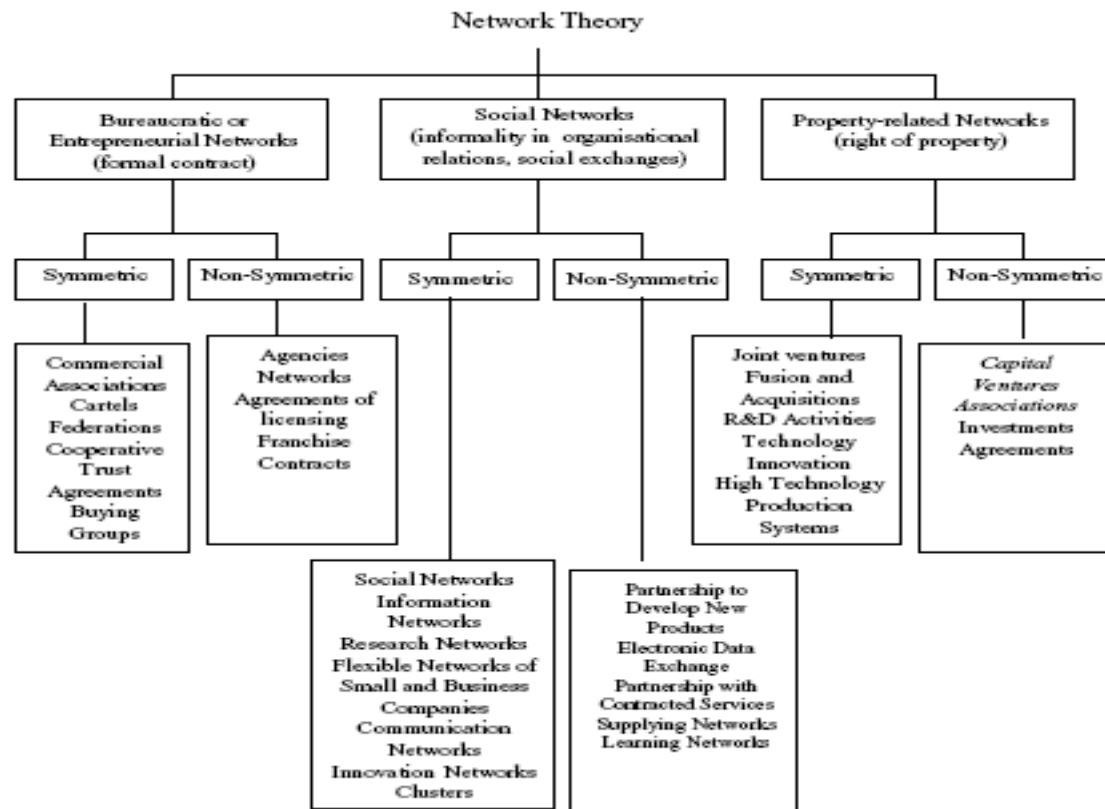 Network Theory
Bureaucratic or
Entrepreneurial Networks
(formal contract)
Social Networks
(informality in organisational
relations, social exchanges)
Property-related Networks
(right of property)
Symmetric
Non-Symmetric
Symmetric
Non-Symmetric
Symmetric
Non-Symmetric
Commercial
Associations
Cartels
Federations
Cooperative
Trust
Agreements
Buying
Groups
Agencies
Networks
Agreements of
licensing
Franchise
Contracts
Social Networks
Information
Networks
Research Networks
Flexible Networks of
Small and Business
Companies
Communication
Networks
Innovation Networks
Clusters
Partnership to
Develop New
Products
Electronic Data
Exchange
Partnership with
Contracted Services
Supplying Networks
Learning Networks
Joint ventures
Fusion and
Acquisitions
R&D Activities
Technology
Innovation
High Technology
Production
Systems
Capital
Ventures
Associations
Investments
Agreements